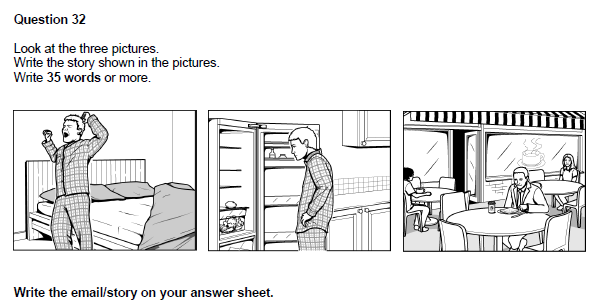 Question 32
Look at the three pictures.
Write the story shown in the pictures.
Write 35 words or more.
Write the email/story on your answer sheet.